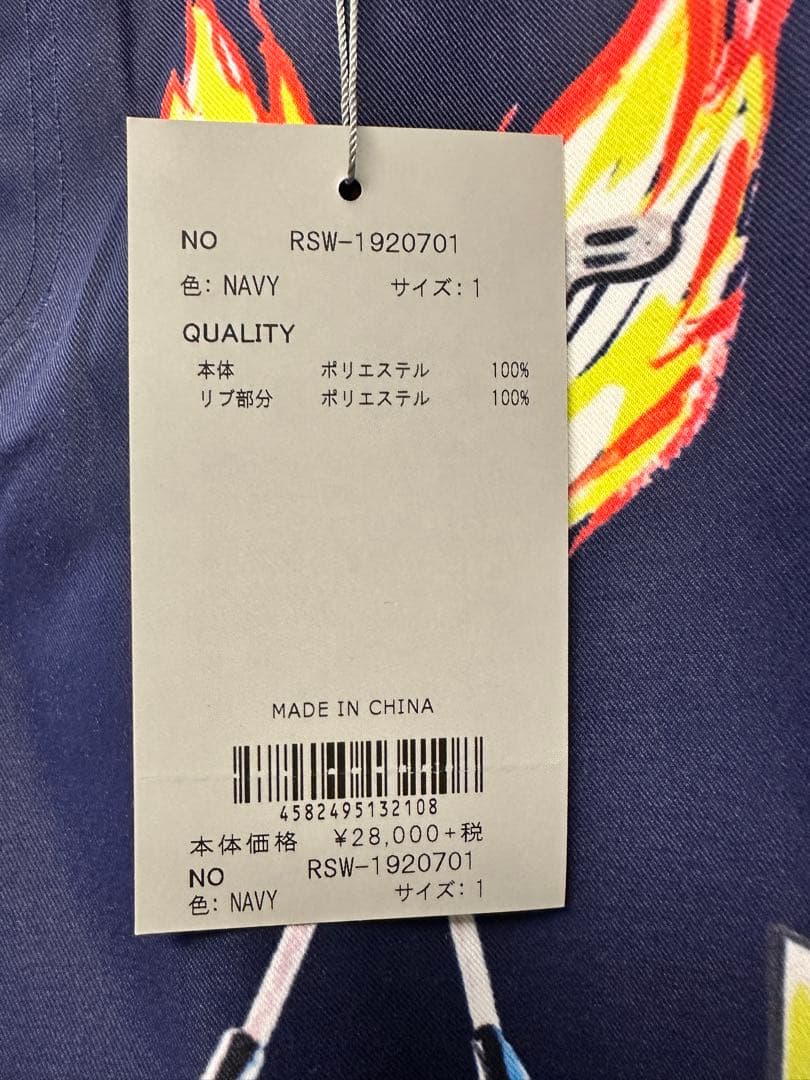 NO RSW-1920701
色: NAVY サイズ: 1
QUALITY
本体 ポリエステル 100%
リブ部分 ポリエステル 100%
MADE IN CHINA
4582495132108
本体価格 ¥28,000+税
NO RSW-1920701
色: NAVY サイズ: 1